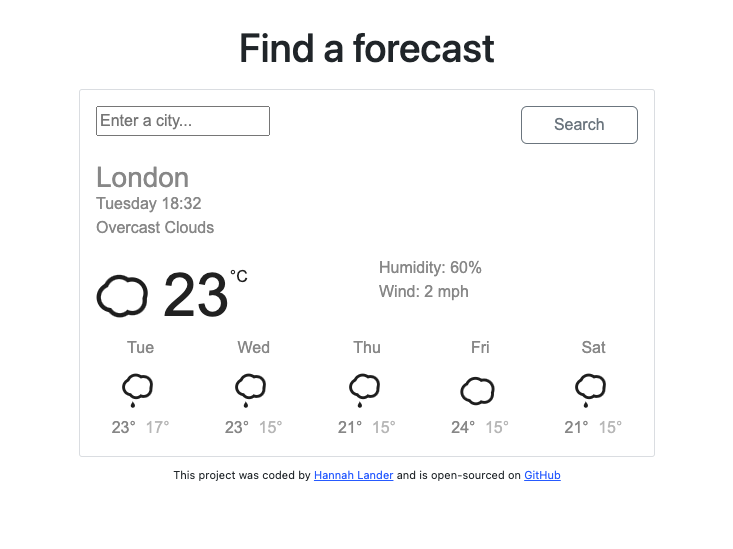 Find a forecast
Enter a city...
Search
London
Tuesday 18:32
Overcast Clouds
23 °C
Humidity: 60%
Wind: 2 mph
Tue Wed Thu Fri Sat
23° 17° 23° 15° 21° 15° 24° 15° 21° 15°
This project was coded by Hannah Lander and is open-sourced on GitHub